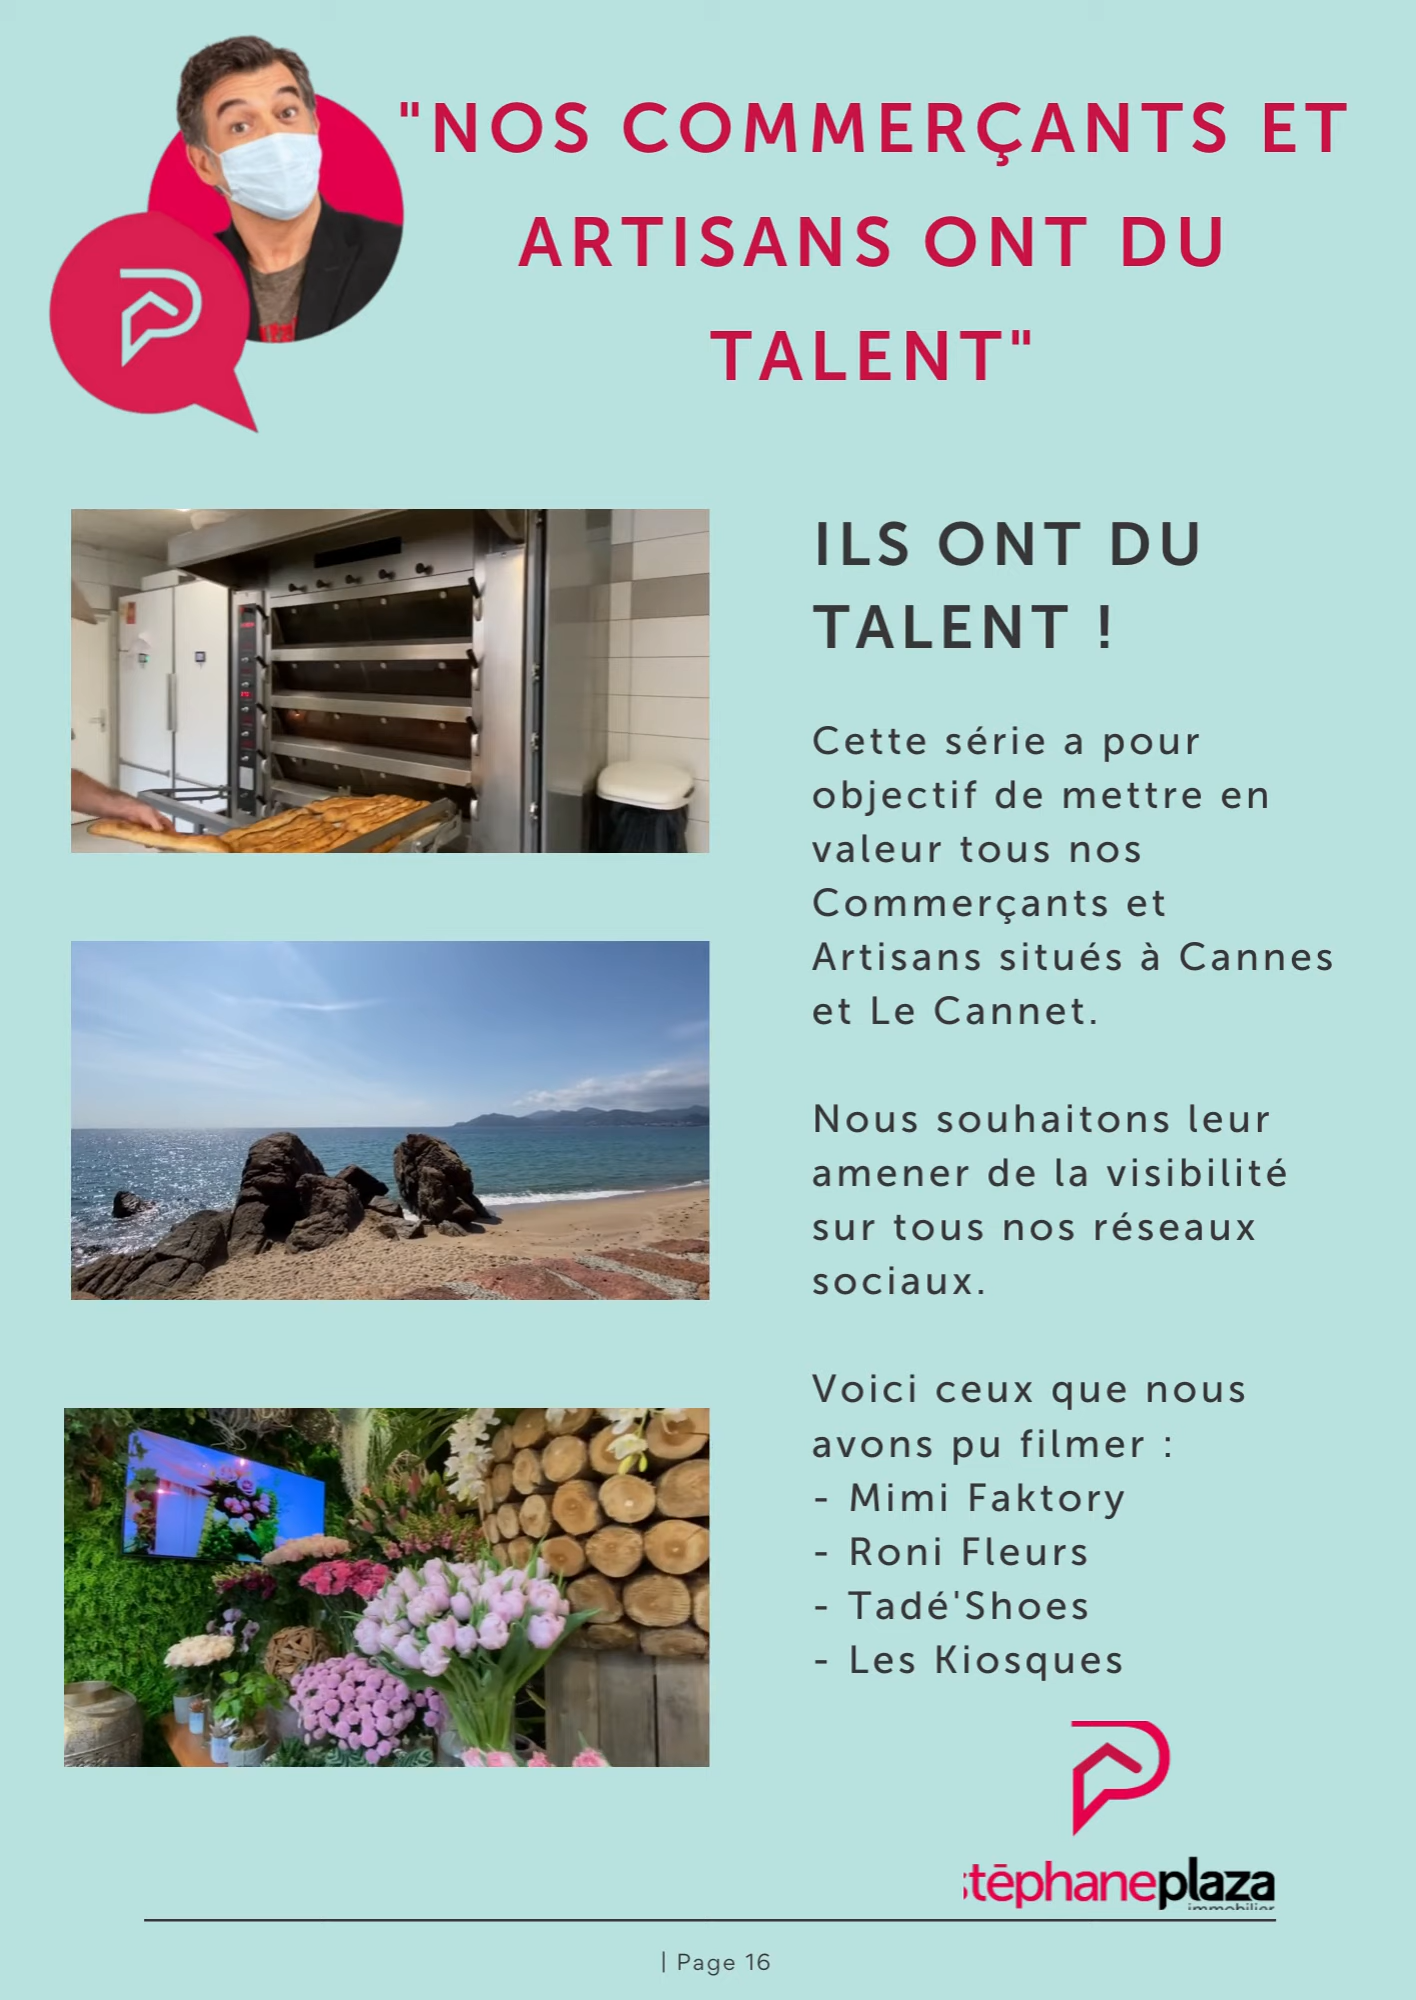 "NOS COMMERÇANTS ET
ARTISANS ONT DU
TALENT"
ILS ONT DU
TALENT !
Cette série a pour
objectif de mettre en
valeur tous nos
Commerçants et
Artisans situés à Cannes
et Le Cannet.
Nous souhaitons leur
amener de la visibilité
sur tous nos réseaux
sociaux.
Voici ceux que nous
avons pu filmer :
- Mimi Faktory
- Roni Fleurs
- Tadé'Shoes
- Les Kiosques
stéphaneplaza
immobilier
| Page 16